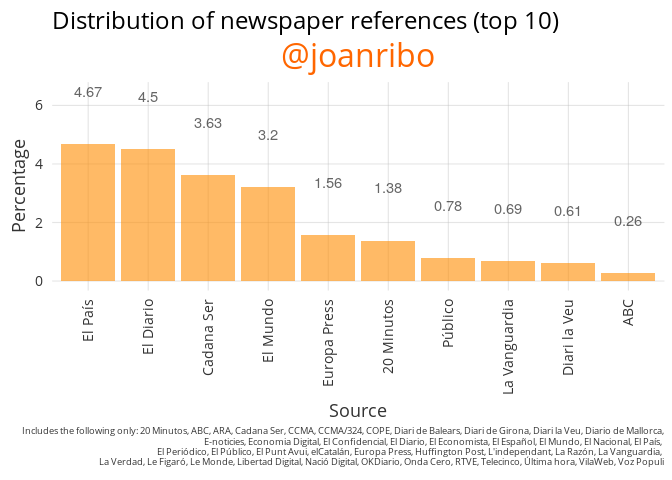 Distribution of newspaper references (top 10)
@joanribo
4.67
4.5
3.63
3.2
1.56
1.38
0.78
0.69
0.61
0.26
Percentage
6
4
2
0
El País
El Diario
Cadana Ser
El Mundo
Europa Press
20 Minutos
Público
La Vanguardia
Diari la Veu
ABC
Source
Includes the following only: 20 Minutos, ABC, ARA, Cadana Ser, CCMA, CCMA/324, COPE, Diari de Balears, Diari de Girona, Diari la Veu, Diario de Mallorca,
E-noticies, Economia Digital, El Confidencial, El Diario, El Economista, El Español, El Mundo, El Nacional, El País,
El Periódico, El Público, El Punt Avui, elCatalán, Europa Press, Huffington Post, L'independant, La Razón, La Vanguardia,
La Verdad, Le Figaró, Le Monde, Libertad Digital, Nació Digital, OKDiario, Onda Cero, RTVE, Telecinco, Última hora, VilaWeb, Voz Populi